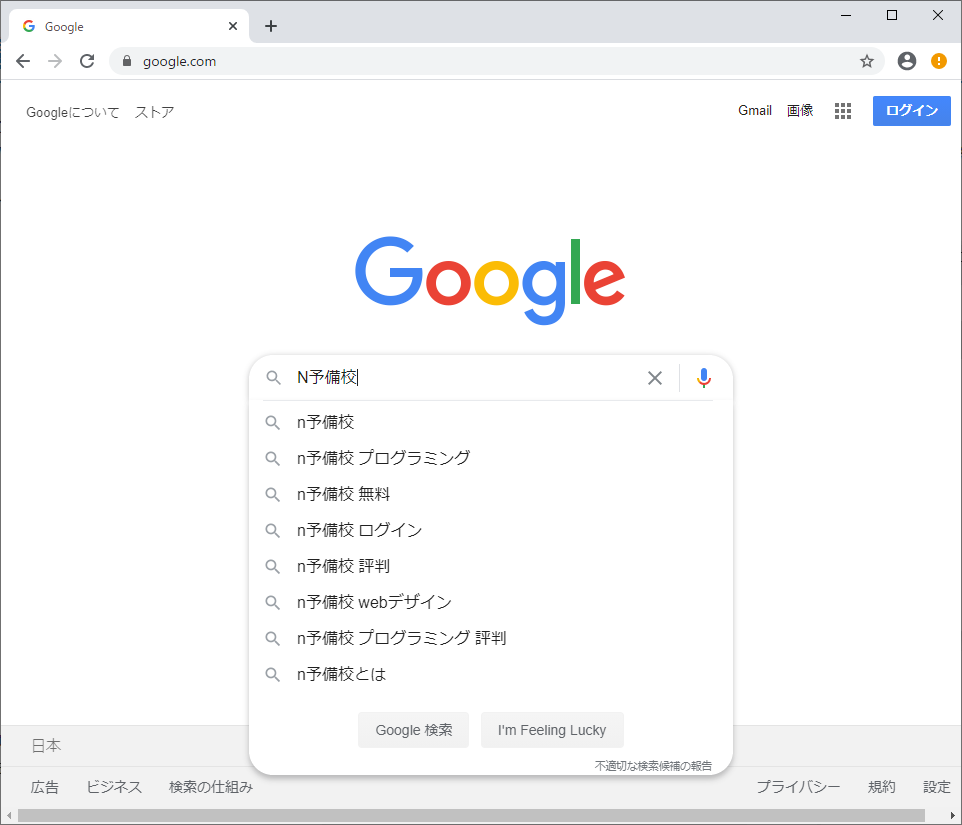 Google
google.com
Googleについて ストア Gmail 画像 ログイン
Google
N予備校
n予備校
n予備校 プログラミング
n予備校 無料
n予備校 ログイン
n予備校 評判
n予備校 webデザイン
n予備校 プログラミング 評判
n予備校とは
Google 検索 I'm Feeling Lucky
不適切な検索候補の報告
日本
広告 ビジネス 検索の仕組み プライバシー 規約 設定